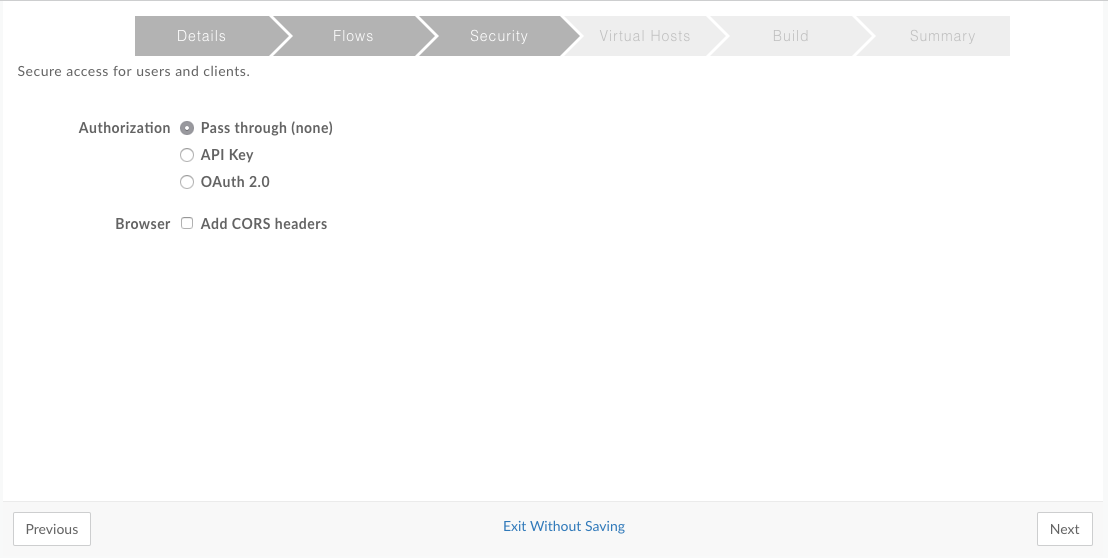 Details Flows Security Virtual Hosts Build Summary
Secure access for users and clients.
Authorization Pass through (none)
API Key
OAuth 2.0
Browser Add CORS headers
Previous Exit Without Saving Next